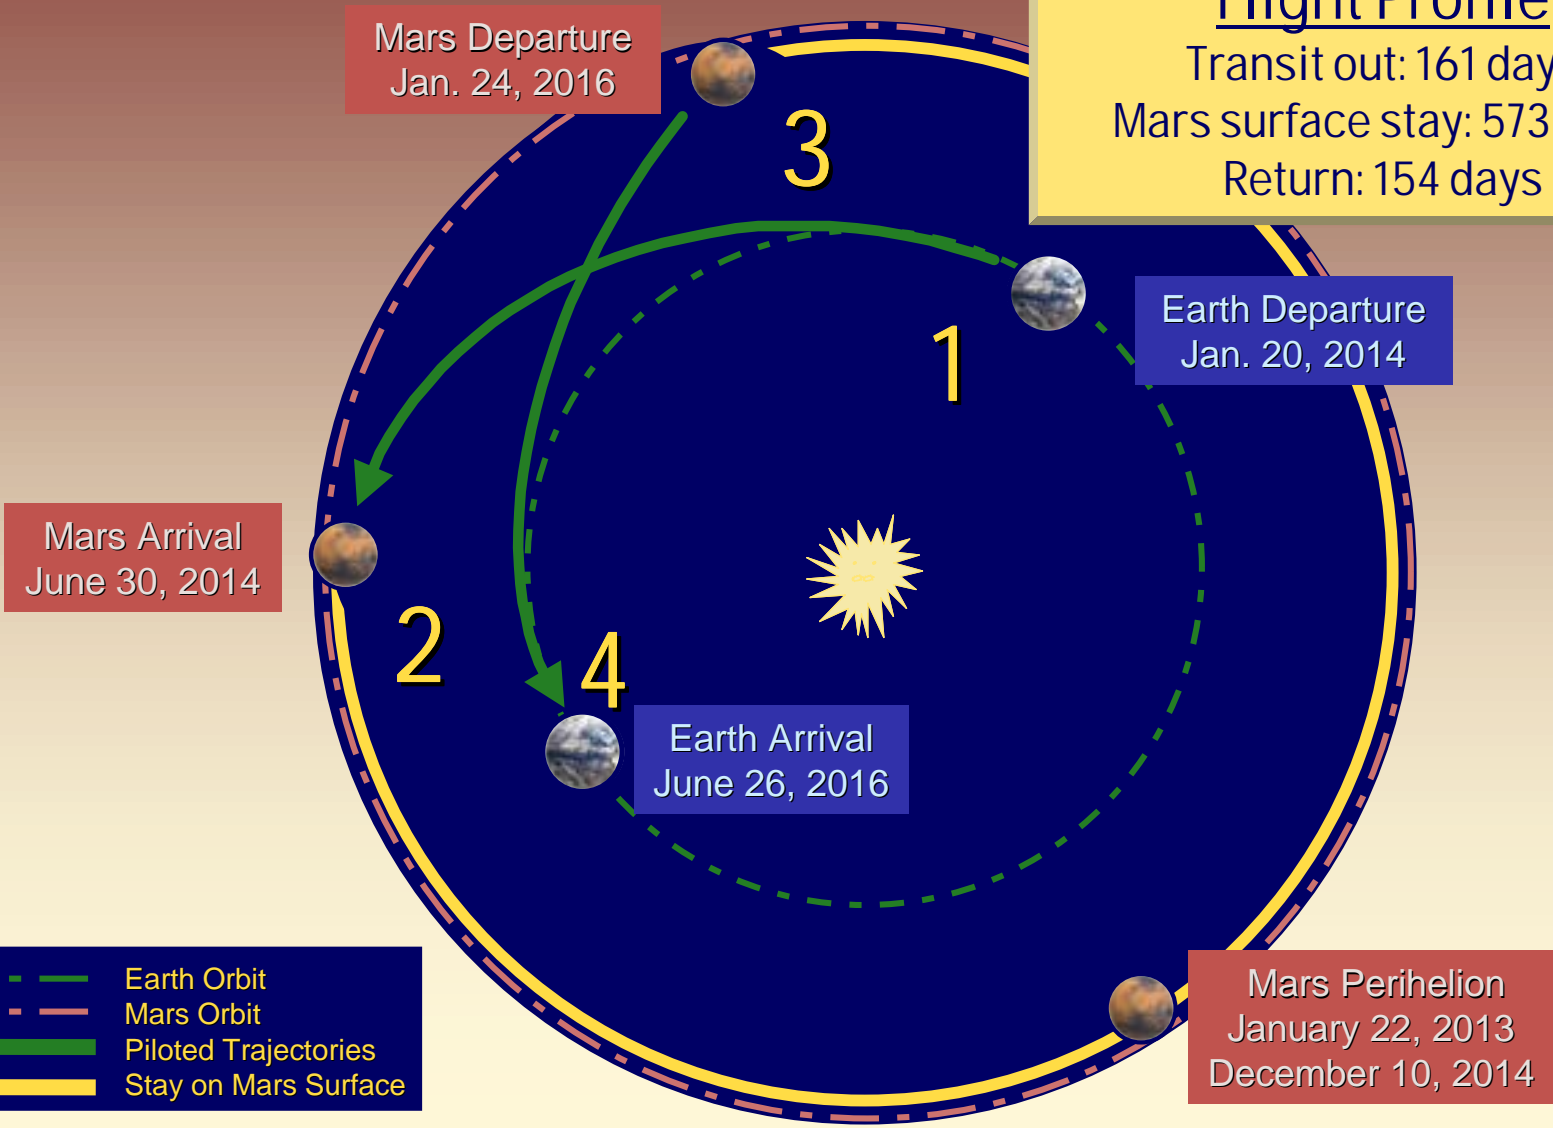 Flight Profile
Transit out: 161 day
Mars surface stay: 573
Return: 154 days
Mars Departure
Jan. 24, 2016
3
Earth Departure
Jan. 20, 2014
1
Mars Arrival
June 30, 2014
2
4
Earth Arrival
June 26, 2016
Mars Perihelion
January 22, 2013
December 10, 2014
Earth Orbit
Mars Orbit
Piloted Trajectories
Stay on Mars Surface